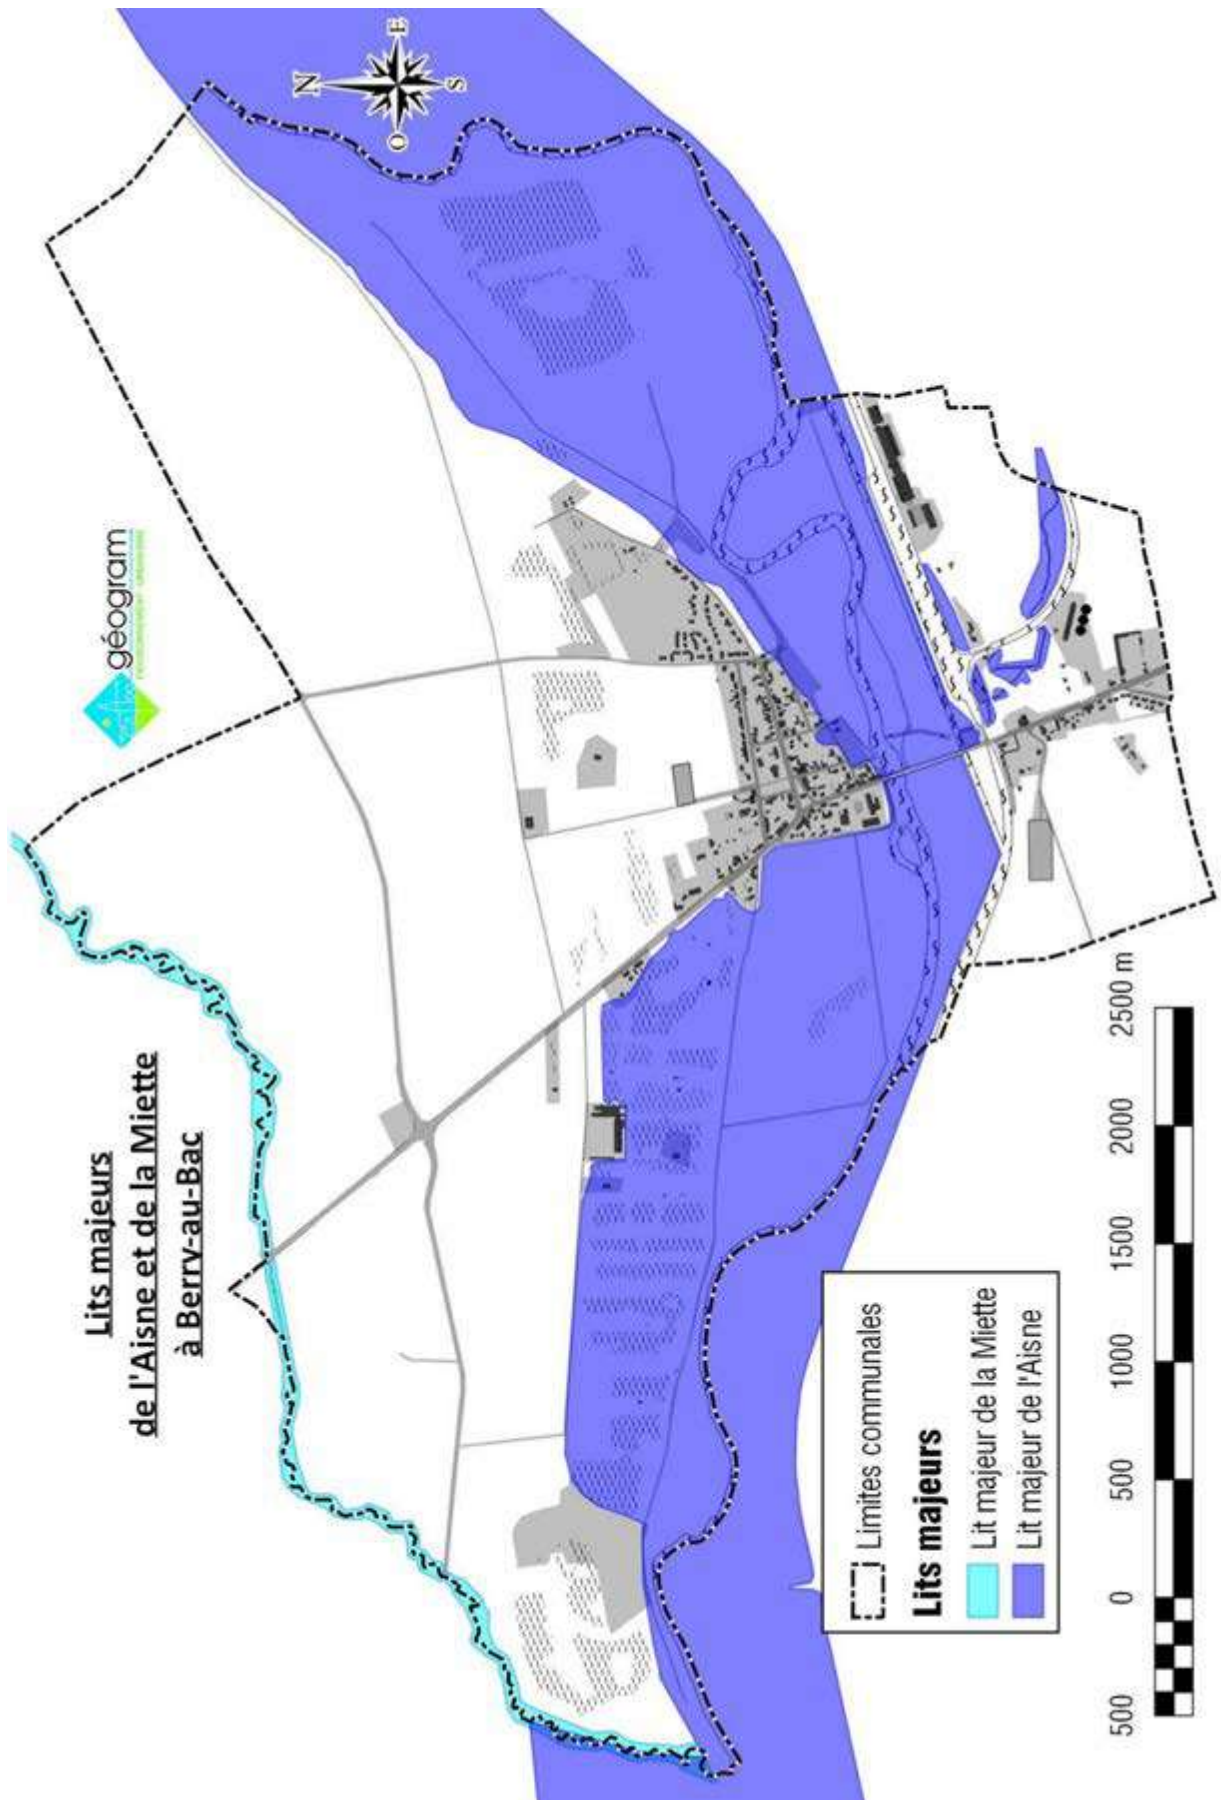 Lits majeurs
de l'Aisne et de la Miette
à Berry-au-Bac
géogram
N
E
S
O
Limites communales
Lits majeurs
Lit majeur de la Miette
Lit majeur de l'Aisne
500 0 500 1000 1500 2000 2500 m